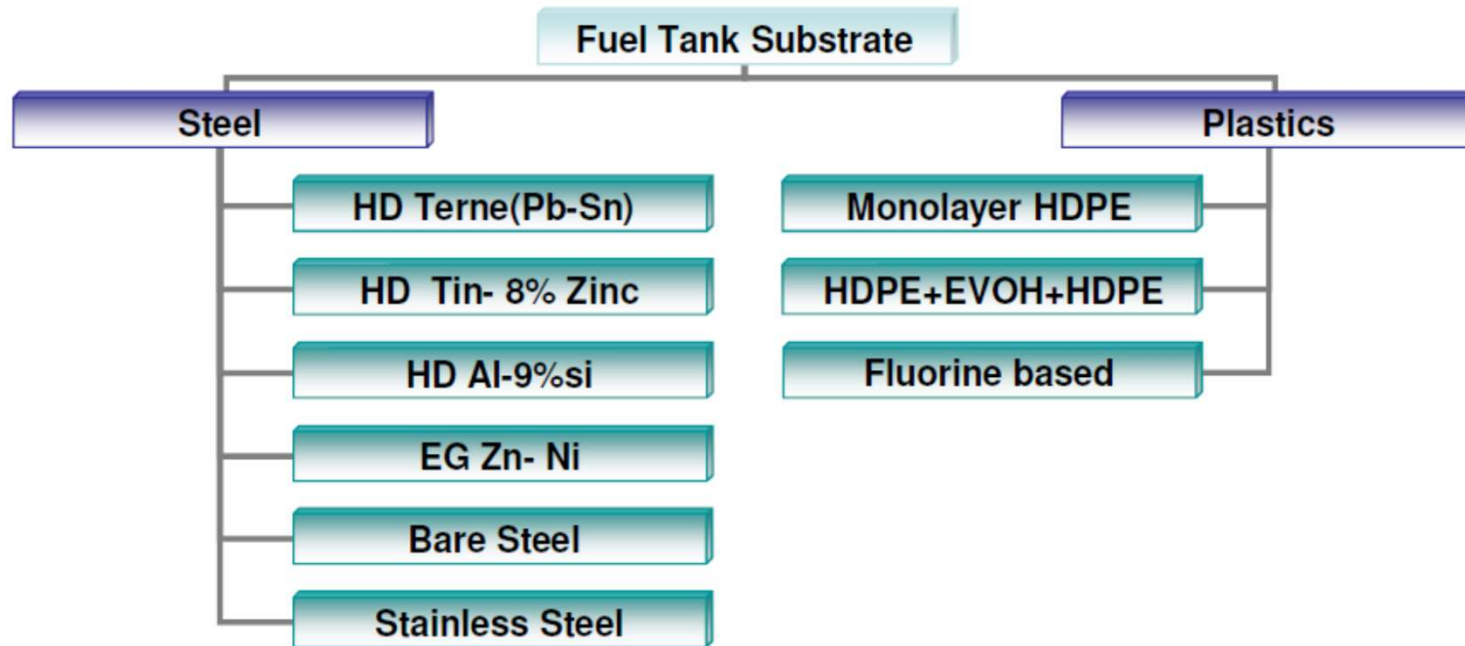 Fuel Tank Substrate
Steel
Plastics
HD Terne(Pb-Sn)
HD Tin- 8% Zinc
HD Al-9%si
EG Zn- Ni
Bare Steel
Stainless Steel
Monolayer HDPE
HDPE+EVOH+HDPE
Fluorine based